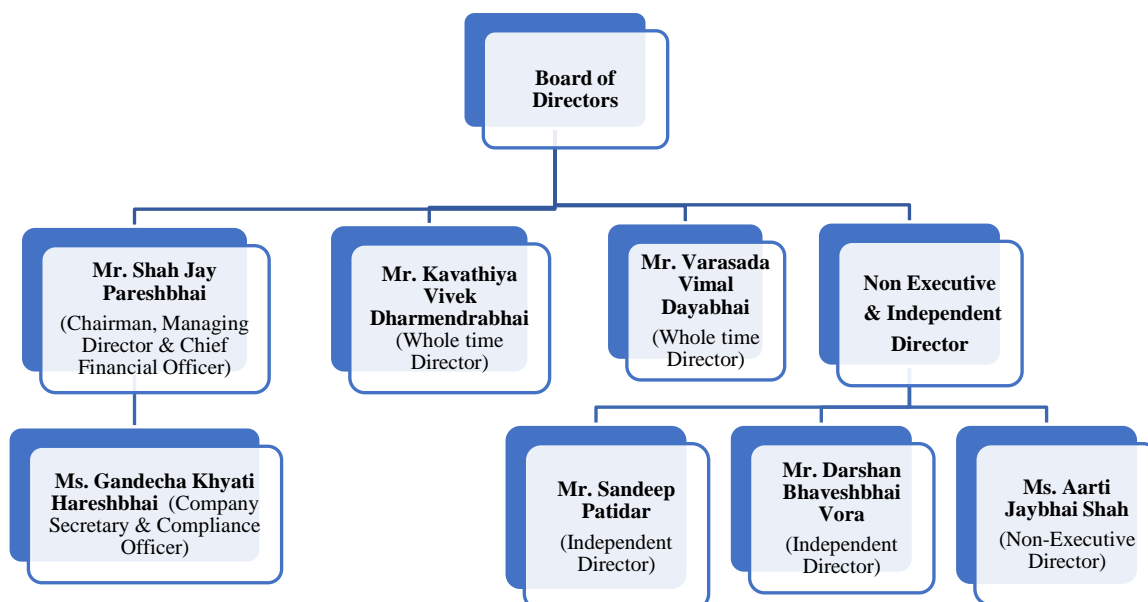 Board of
Directors
Mr. Shah Jay
Pareshbhai
(Chairman, Managing
Director & Chief
Financial Officer)
Mr. Kavathiya
Vivek
Dharmendrabhai
(Whole time
Director)
Mr. Varasada
Vimal
Dayabhai
(Whole time
Director)
Non Executive
& Independent
Director
Ms. Gandecha Khyati
Hareshbhai (Company
Secretary & Compliance
Officer)
Mr. Sandeep
Patidar
(Independent
Director)
Mr. Darshan
Bhaveshbhai
Vora
(Independent
Director)
Ms. Aarti
Jaybhai Shah
(Non-Executive
Director)